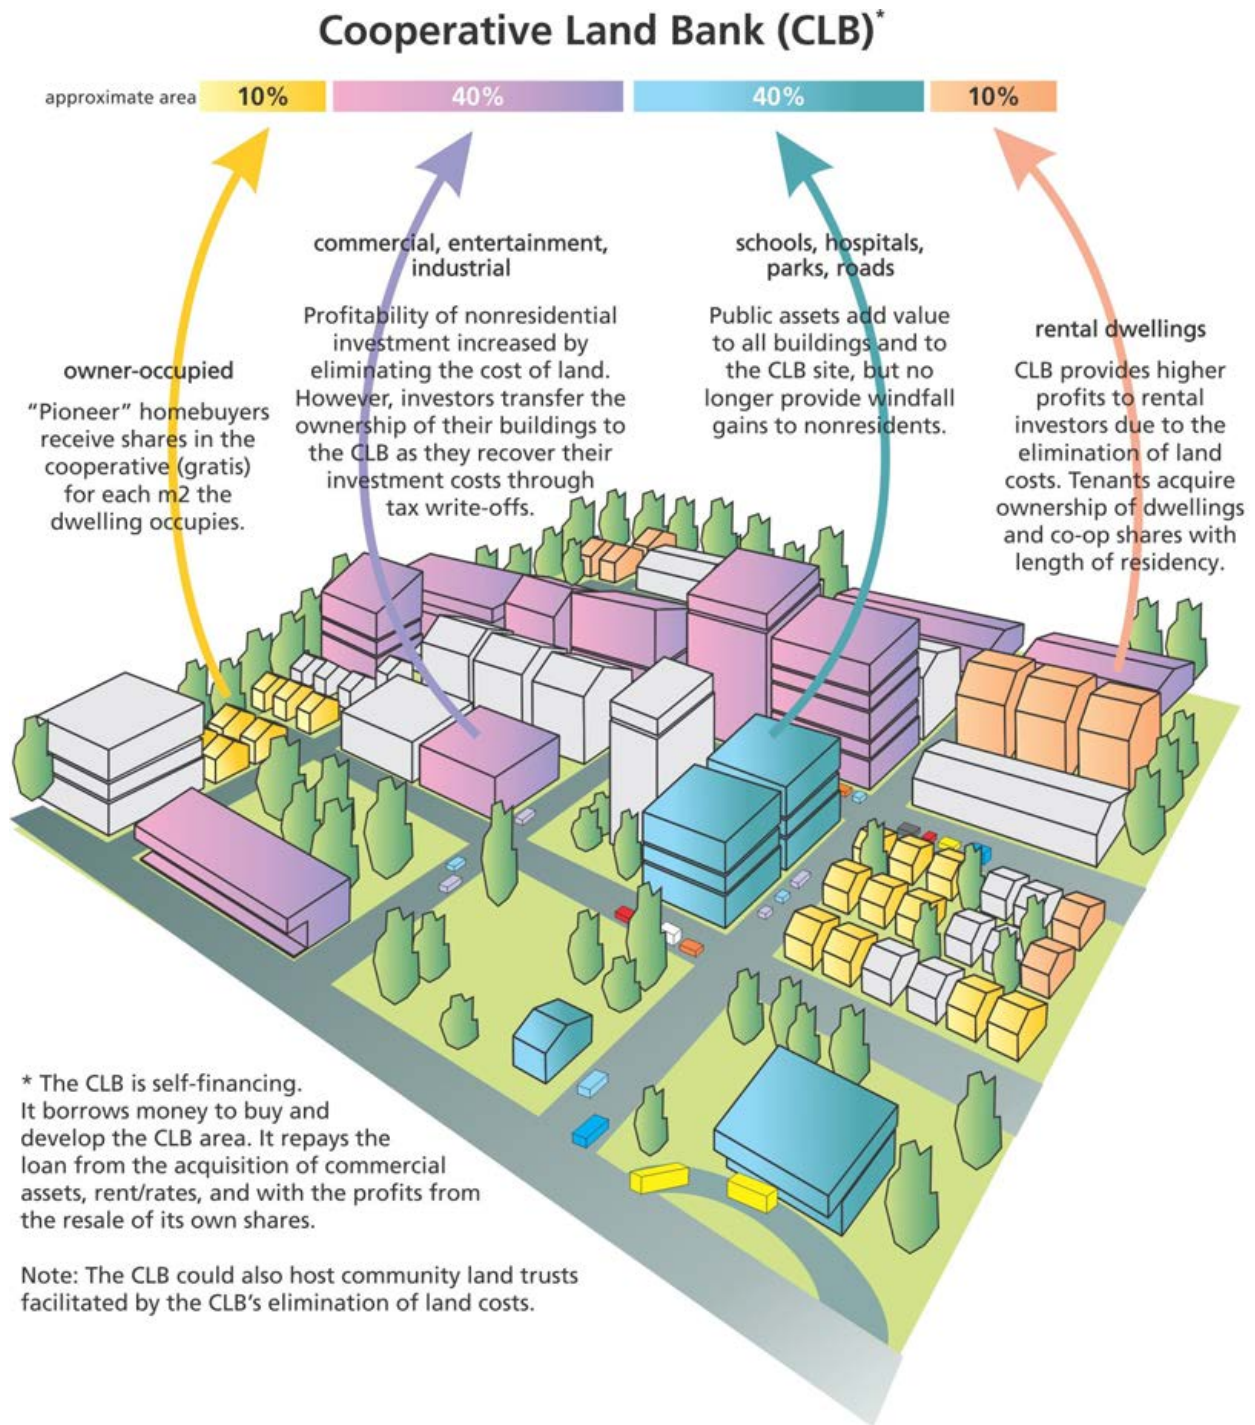 Cooperative Land Bank (CLB)*
approximate area 10% 40% 40% 10%
owner-occupied
“Pioneer” homebuyers
receive shares in the
cooperative (gratis)
for each m2 the
dwelling occupies.
commercial, entertainment,
industrial
Profitability of nonresidential
investment increased by
eliminating the cost of land.
However, investors transfer the
ownership of their buildings to
the CLB as they recover their
investment costs through
tax write-offs.
schools, hospitals,
parks, roads
Public assets add value
to all buildings and to
the CLB site, but no
longer provide windfall
gains to nonresidents.
rental dwellings
CLB provides higher
profits to rental
investors due to the
elimination of land
costs. Tenants acquire
ownership of dwellings
and co-op shares with
length of residency.
* The CLB is self-financing.
It borrows money to buy and
develop the CLB area. It repays the
loan from the acquisition of commercial
assets, rent/rates, and with the profits from
the resale of its own shares.
Note: The CLB could also host community land trusts
facilitated by the CLB’s elimination of land costs.